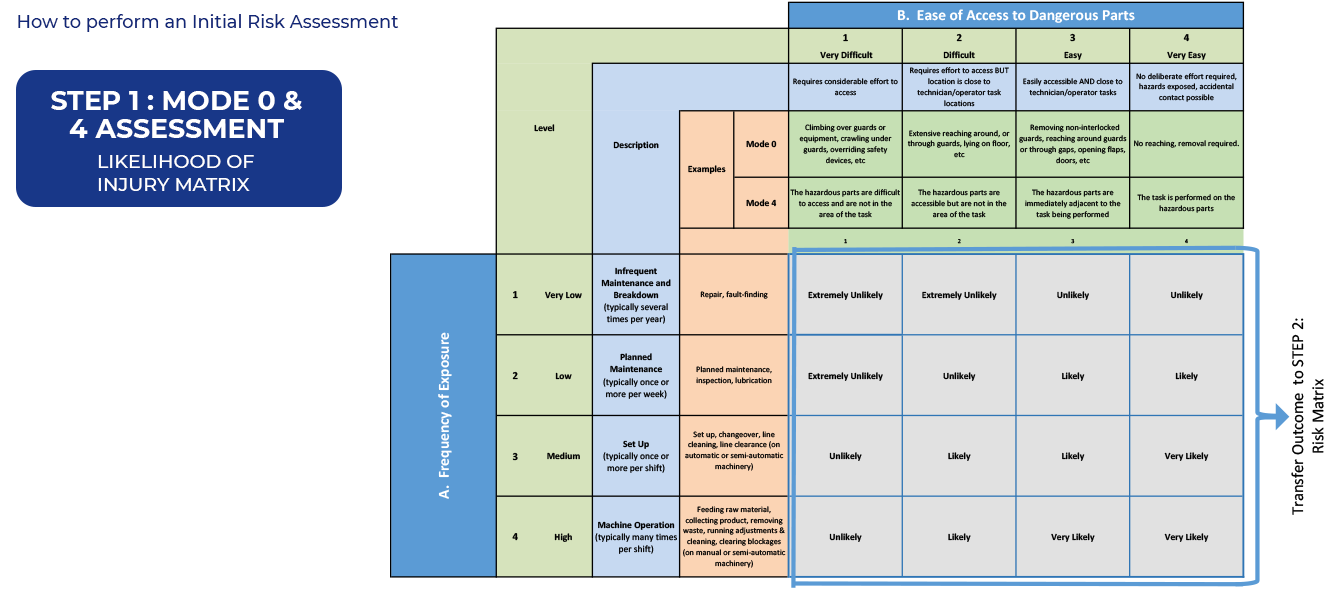 How to perform an Initial Risk Assessment
STEP 1 : MODE 0 &
4 ASSESSMENT
LIKELIHOOD OF
INJURY MATRIX
B. Ease of Access to Dangerous Parts
1
Very Difficult
2
Difficult
3
Easy
4
Very Easy
Level
Description
Requires considerable effort to
access
Requires effort to access BUT
location is close to
technician/operator task
locations
Easily accessible AND close to
technician/operator tasks
No deliberate effort required,
hazards exposed, accidental
contact possible
Examples
Mode 0
Climbing over guards or
equipment, crawling under
guards, overriding safety
devices, etc
Extensive reaching around, or
through guards, lying on floor,
etc
Removing non-interlocked
guards, reaching around guards
or through gaps, opening flaps,
doors, etc
No reaching, removal required.
Mode 4
The hazardous parts are difficult
to access and are not in the
area of the task
The hazardous parts are
accessible but are not in the
area of the task
The hazardous parts are
immediately adjacent to the
task being performed
The task is performed on the
hazardous parts
1
2
3
4
A. Frequency of Exposure
1 Very Low
Infrequent
Maintenance and
Breakdown
(typically several
times per year)
Repair, fault-finding
Extremely Unlikely
Extremely Unlikely
Unlikely
Unlikely
2 Low
Planned
Maintenance
(typically once or
more per week)
Planned maintenance,
inspection, lubrication
Extremely Unlikely
Unlikely
Likely
Likely
3 Medium
Set Up
(typically once or
more per shift)
Set up, changeover, line
cleaning, line clearance (on
automatic or semi-automatic
machinery)
Unlikely
Likely
Likely
Very Likely
4 High
Machine Operation
(typically many times
per shift)
Feeding raw material,
collecting product, removing
waste, running adjustments &
cleaning, clearing blockages
(on manual or semi-automatic
machinery)
Unlikely
Likely
Very Likely
Very Likely
Transfer Outcome to STEP 2:
Risk Matrix